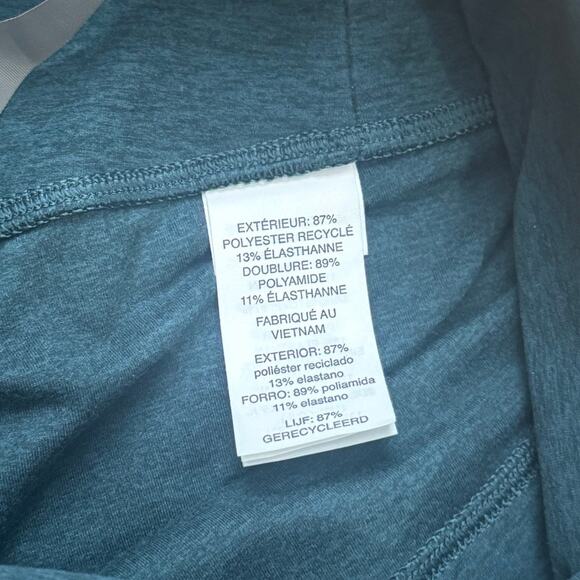 EXTÉRIEUR: 87%
POLYESTER RECYCLÉ
13% ÉLASTHANNE
DOUBLURE: 89%
POLYAMIDE
11% ÉLASTHANNE
FABRIQUÉ AU
VIETNAM
EXTERIOR: 87%
poliéster reciclado
13% elastano
FORRO: 89% poliamida
11% elastano
LIJF: 87%
GERECYCLEERD